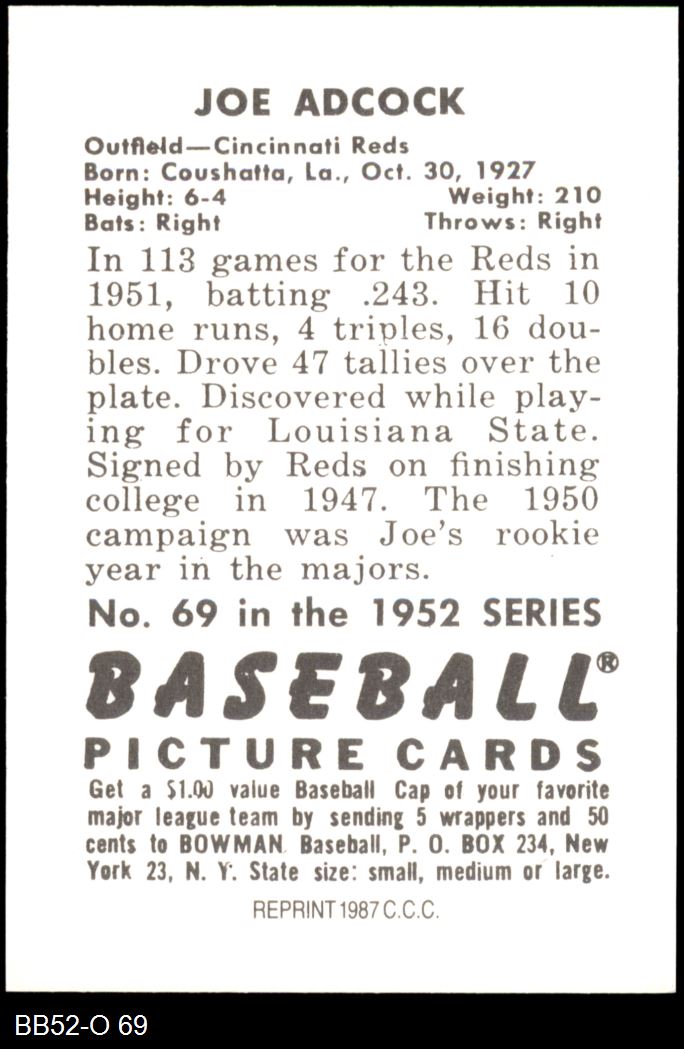 JOE ADCOCK
Outfield—Cincinnati Reds
Born: Coushatta, La., Oct. 30, 1927
Height: 6-4 Weight: 210
Bats: Right Throws: Right
In 113 games for the Reds in
1951, batting .243. Hit 10
home runs, 4 triples, 16 dou-
bles. Drove 47 tallies over the
plate. Discovered while play-
ing for Louisiana State.
Signed by Reds on finishing
college in 1947. The 1950
campaign was Joe's rookie
year in the majors.
No. 69 in the 1952 SERIES
BASEBALL®
PICTURE CARDS
Get a $1.00 value Baseball Cap of your favorite
major league team by sending 5 wrappers and 50
cents to BOWMAN Baseball, P. O. BOX 234, New
York 23, N. Y. State size: small, medium or large.
REPRINT 1987 C.C.C.
BB52-O 69